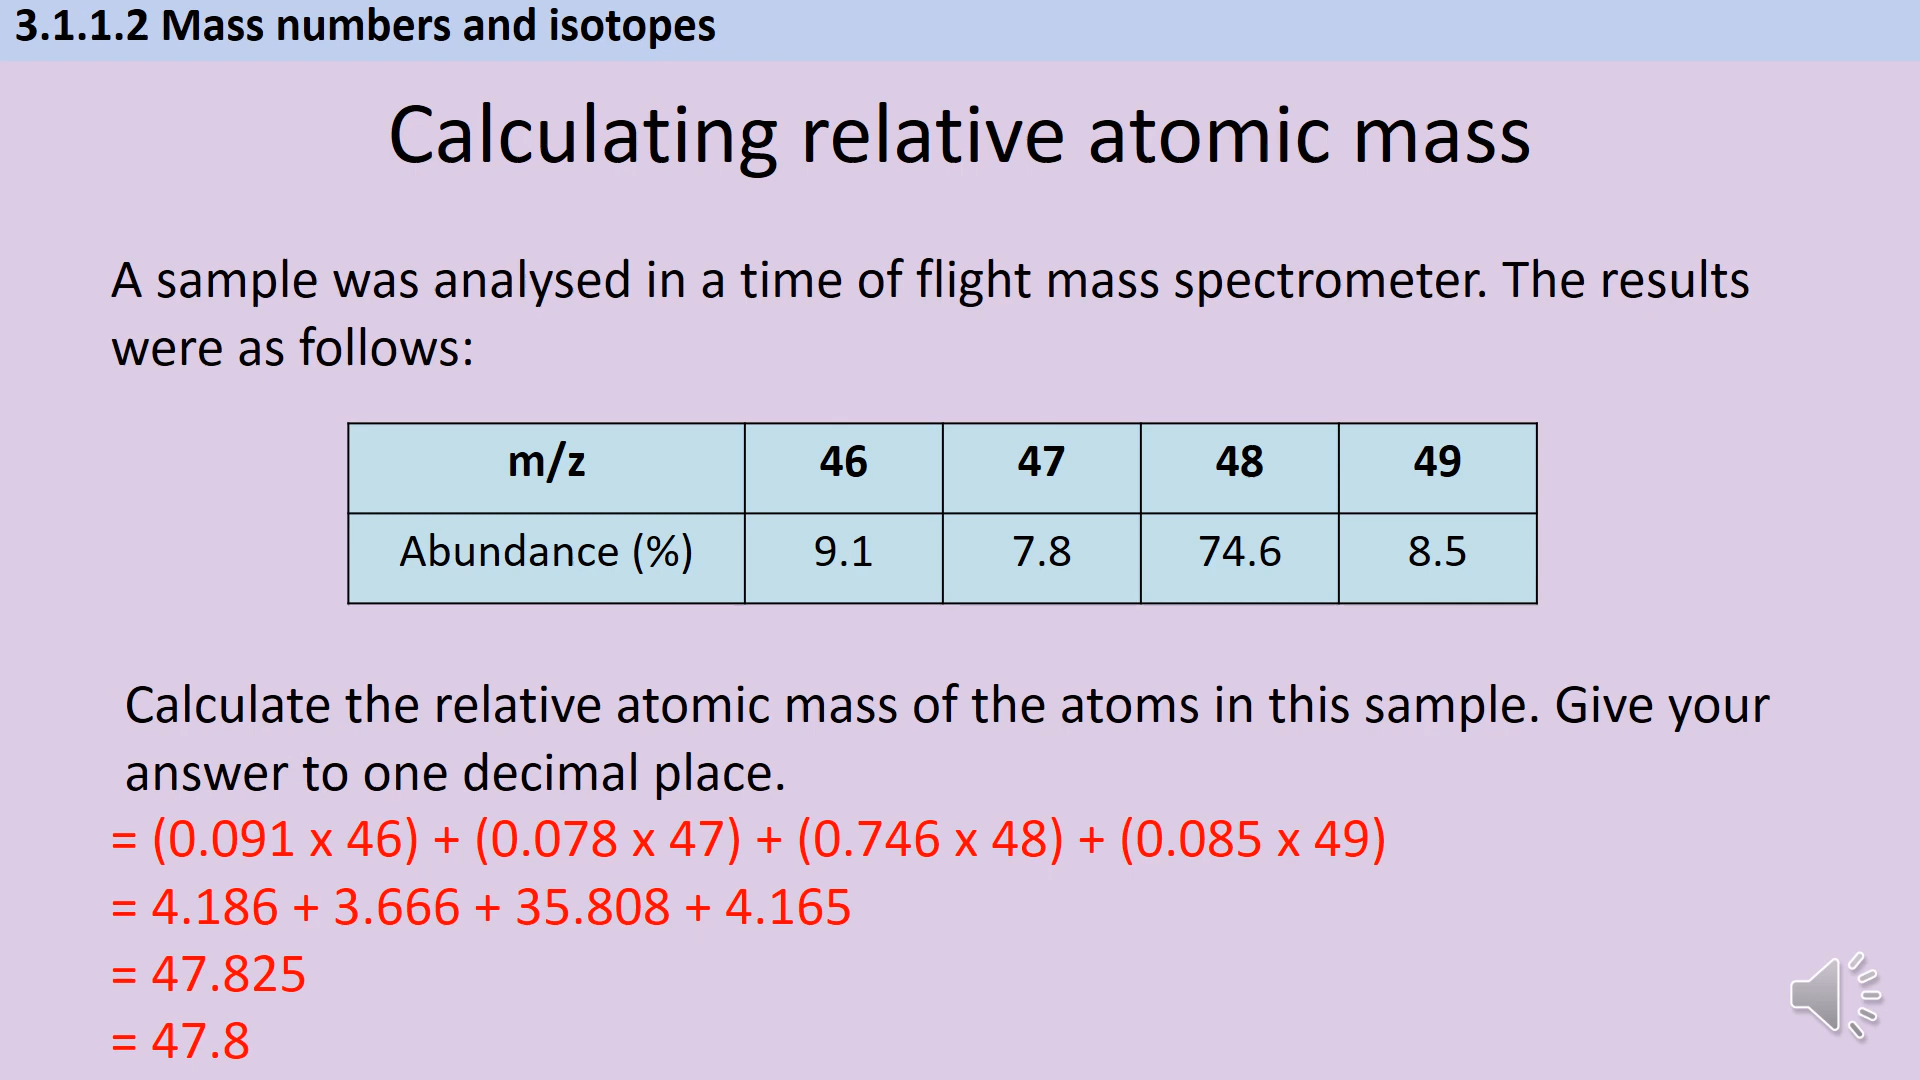 3.1.1.2 Mass numbers and isotopes
Calculating relative atomic mass
A sample was analysed in a time of flight mass spectrometer. The results
were as follows:
m/z 46 47 48 49
Abundance (%) 9.1 7.8 74.6 8.5
Calculate the relative atomic mass of the atoms in this sample. Give your
answer to one decimal place.
= (0.091 x 46) + (0.078 x 47) + (0.746 x 48) + (0.085 x 49)
= 4.186 + 3.666 + 35.808 + 4.165
= 47.825
= 47.8